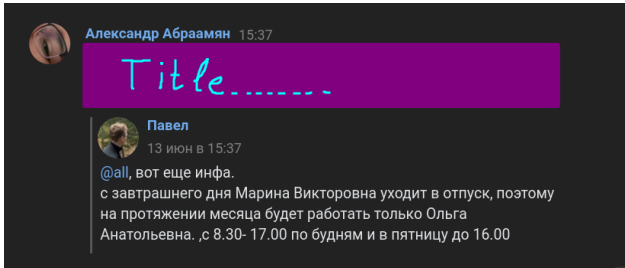 Александр Абраамян 15:37
Title........
Павел
13 июн в 15:37
@all, вот еще инфа.
с завтрашнего дня Марина Викторовна уходит в отпуск, поэтому
на протяжении месяца будет работать только Ольга
Анатольевна. ,с 8.30- 17.00 по будням и в пятницу до 16.00